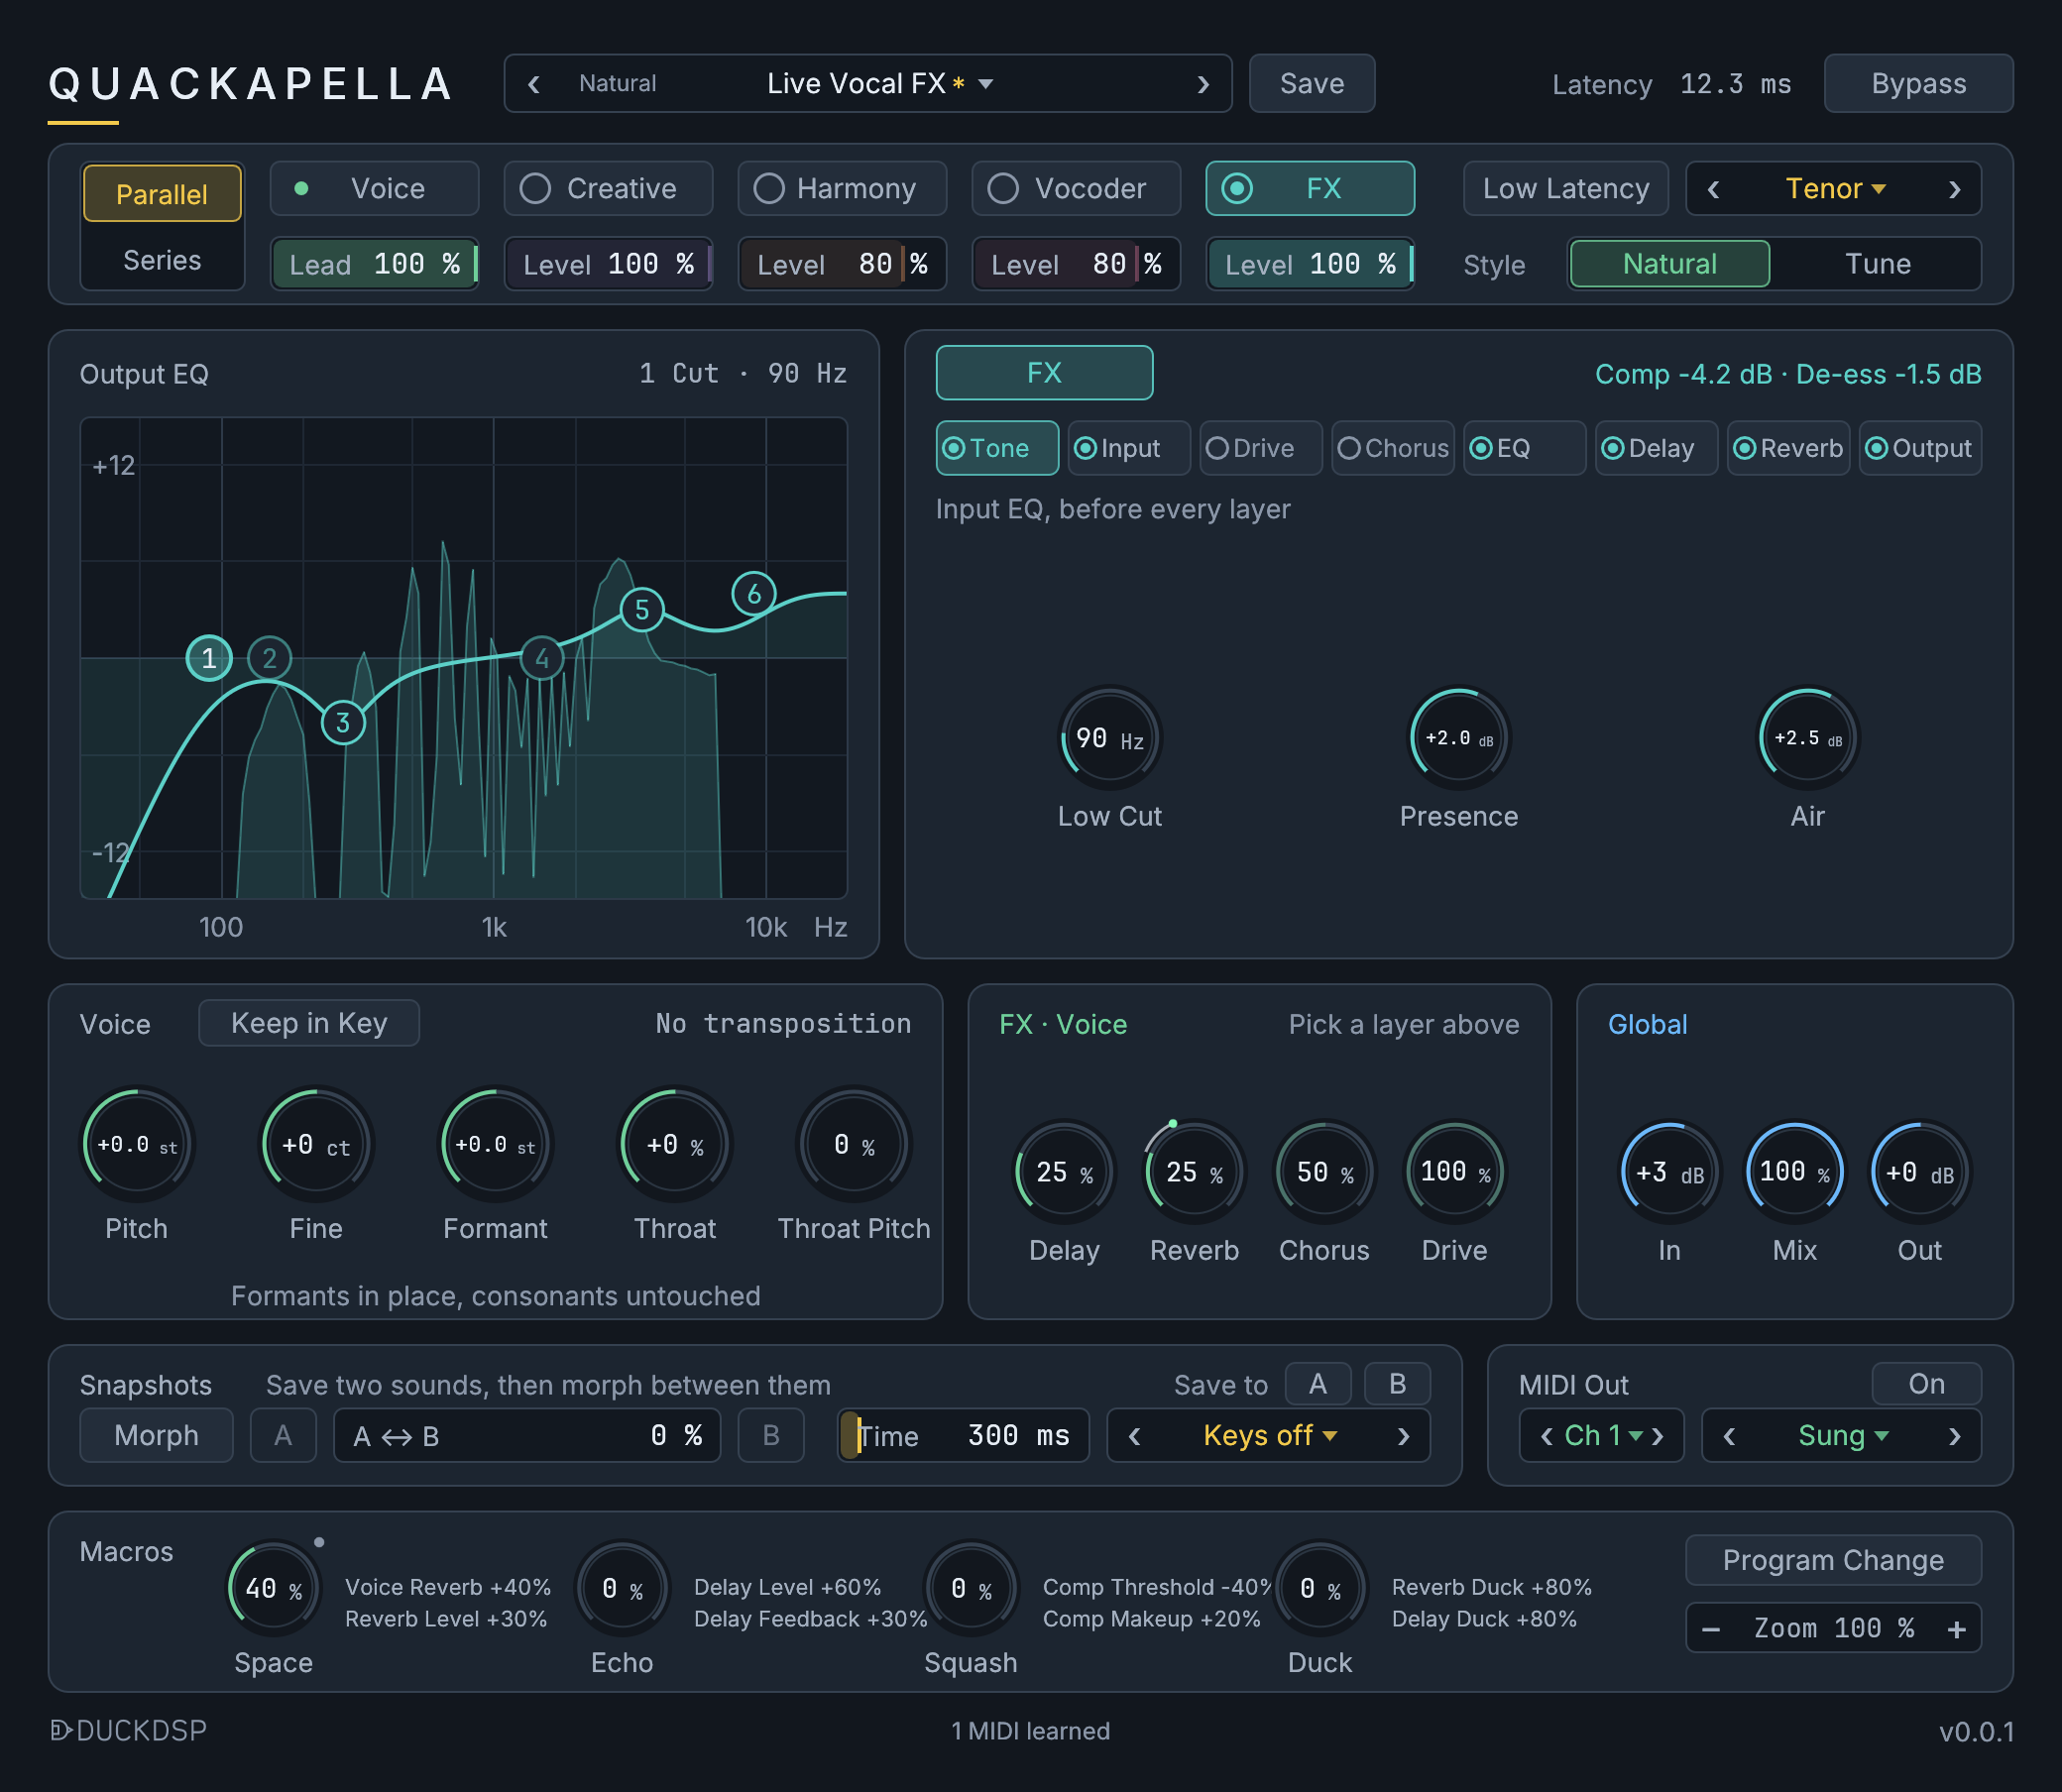 QUACKAPELLA
‹ Natural Live Vocal FX * ›
Save
Latency 12.3 ms
Bypass
Parallel
Voice
Creative
Harmony
Vocoder
FX
Low Latency
‹ Tenor ›
Series
Lead 100 %
Level 100 %
Level 80 %
Level 80 %
Level 100 %
Style
Natural
Tune
Output EQ
1 Cut · 90 Hz
+12
1
2
3
4
5
6
-12
100
1k
10k
Hz
FX
Comp -4.2 dB · De-ess -1.5 dB
Tone
Input
Drive
Chorus
EQ
Delay
Reverb
Output
Input EQ, before every layer
90 Hz
+2.0 dB
+2.5 dB
Low Cut
Presence
Air
Voice
Keep in Key
No transposition
+0.0 st
+0 ct
+0.0 st
+0 %
0 %
Pitch
Fine
Formant
Throat
Throat Pitch
Formants in place, consonants untouched
FX · Voice
Pick a layer above
25 %
25 %
50 %
100 %
Delay
Reverb
Chorus
Drive
Global
+3 dB
100 %
+0 dB
In
Mix
Out
Snapshots
Save two sounds, then morph between them
Save to
A
B
Morph
A
A ↔ B 0 %
B
Time 300 ms
‹ Keys off ›
MIDI Out
On
‹ Ch 1 ›
‹ Sung ›
Macros
40 %
Voice Reverb +40%
Reverb Level +30%
Space
0 %
Delay Level +60%
Delay Feedback +30%
Echo
0 %
Comp Threshold -40%
Comp Makeup +20%
Squash
0 %
Reverb Duck +80%
Delay Duck +80%
Duck
Program Change
− Zoom 100 % +
DUCKDSP
1 MIDI learned
v0.0.1